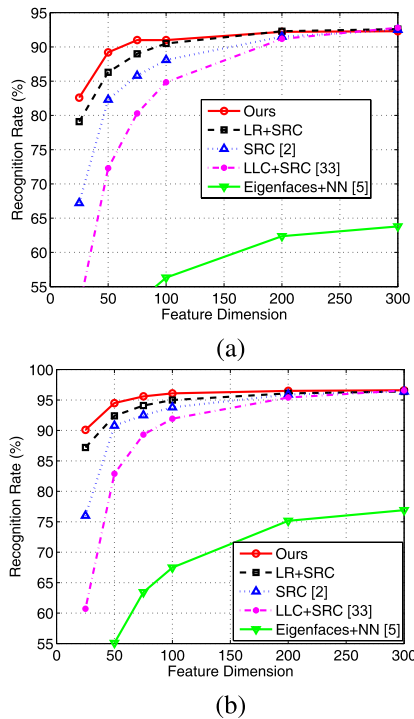 95
90
85
80
75
70
65
60
55
0 50 100 150 200 250 300
Recognition Rate (%)
Feature Dimension
Ours
LR+SRC
SRC [2]
LLC+SRC [33]
Eigenfaces+NN [5]
(a)
100
95
90
85
80
75
70
65
60
55
0 50 100 150 200 250 300
Recognition Rate (%)
Feature Dimension
Ours
LR+SRC
SRC [2]
LLC+SRC [33]
Eigenfaces+NN [5]
(b)